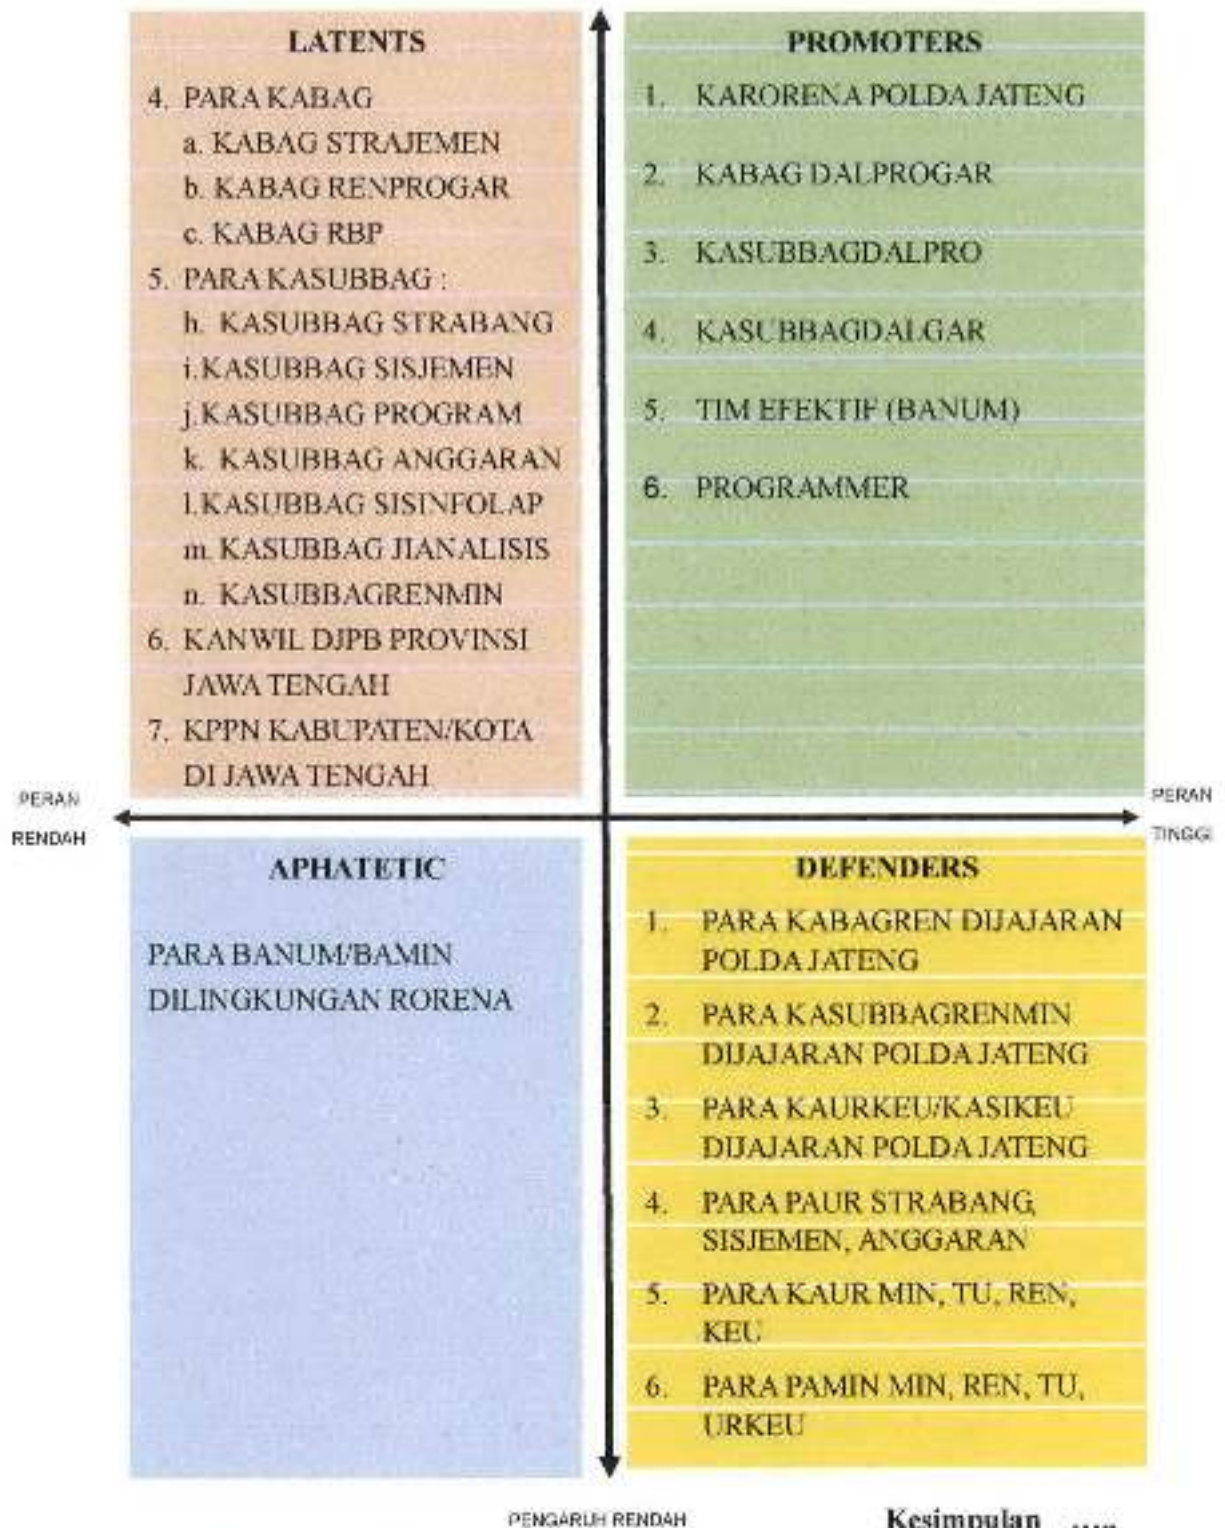 LATENTS
4. PARA KABAG
a. KABAG STRAJEMEN
b. KABAG RENPROGAR
c. KABAG RBP
5. PARA KASUBBAG :
h. KASUBBAG STRABANG
i.KASUBBAG SISJEMEN
j.KASUBBAG PROGRAM
k. KASUBBAG ANGGARAN
l.KASUBBAG SISINFOLAP
m. KASUBBAG JIANALISIS
n. KASUBBAGRENMIN
6. KANWIL DJPB PROVINSI
JAWA TENGAH
7. KPPN KABUPATEN/KOTA
DI JAWA TENGAH
PROMOTERS
1. KARORENA POLDA JATENG
2. KABAG DALPROGAR
3. KASUBBAGDALPRO
4. KASUBBAGDALGAR
5. TIM EFEKTIF (BANUM)
6. PROGRAMMER
PERAN
RENDAH
PERAN
TINGGI
APHATETIC
PARA BANUM/BAMIN
DILINGKUNGAN RORENA
DEFENDERS
1. PARA KABAGREN DIJAJARAN
POLDA JATENG
2. PARA KASUBBAGRENMIN
DIJAJARAN POLDA JATENG
3. PARA KAURKEU/KASIKEU
DIJAJARAN POLDA JATENG
4. PARA PAUR STRABANG,
SISJEMEN, ANGGARAN
5. PARA KAUR MIN, TU, REN,
KEU
6. PARA PAMIN MIN, REN, TU,
URKEU
PENGARUH RENDAH
Kesimpulan .....